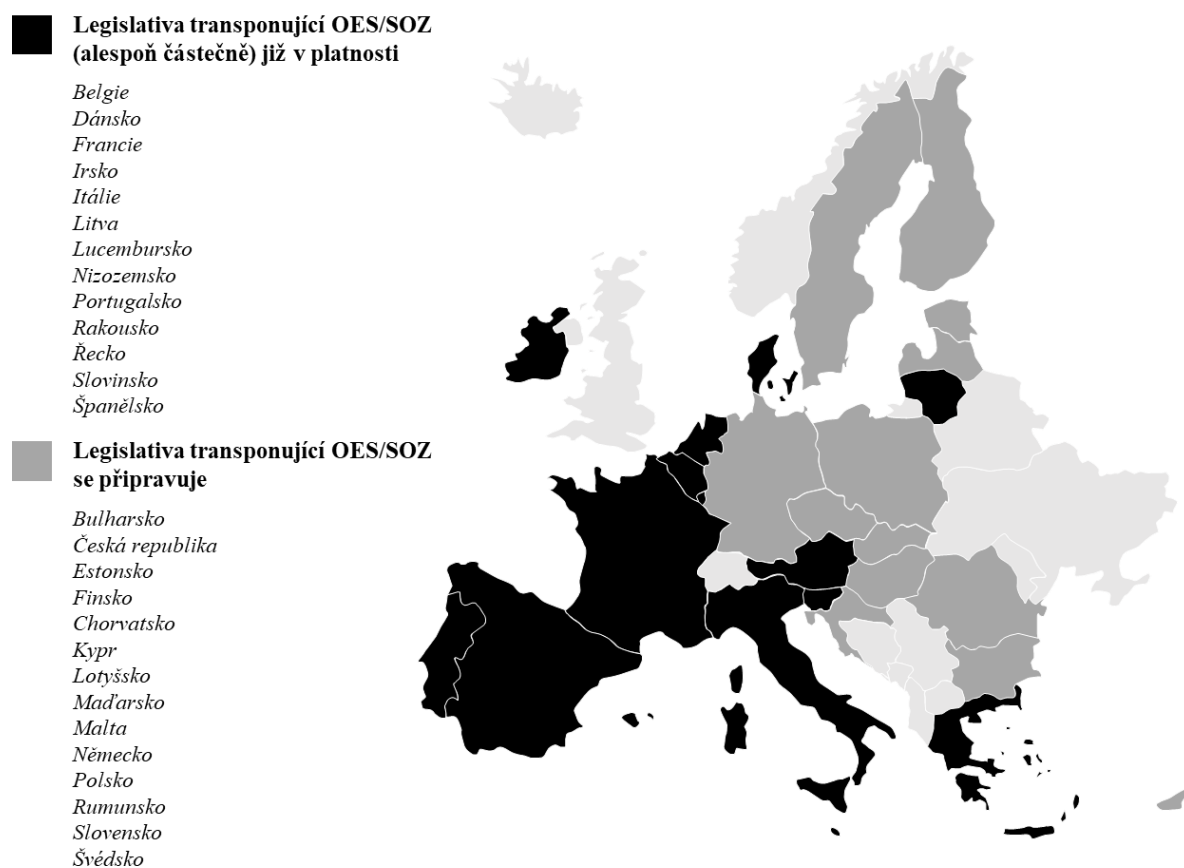 Legislativa transponující OES/SOZ
(alespoň částečně) již v platnosti
Belgie
Dánsko
Francie
Irsko
Itálie
Litva
Lucembursko
Nizozemsko
Portugalsko
Rakousko
Řecko
Slovinsko
Španělsko
Legislativa transponující OES/SOZ
se připravuje
Bulharsko
Česká republika
Estonsko
Finsko
Chorvatsko
Kypr
Lotyšsko
Maďarsko
Malta
Německo
Polsko
Rumunsko
Slovensko
Švédsko